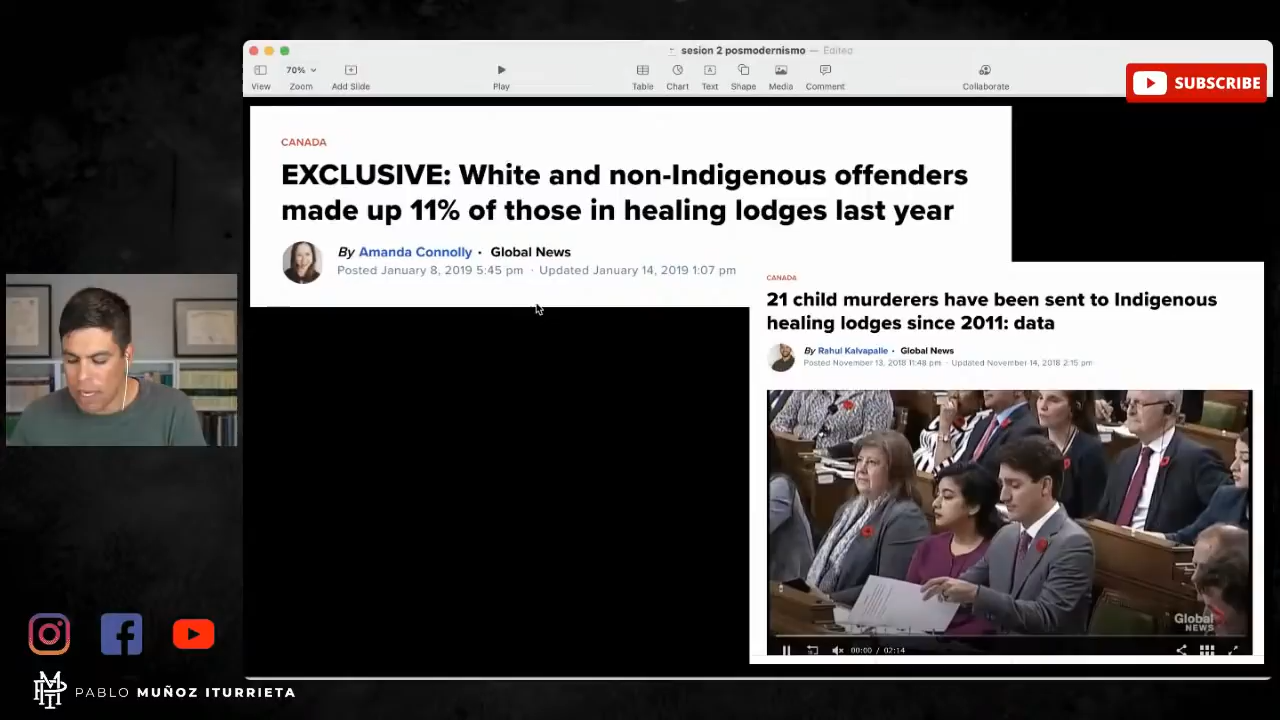 sesion 2 posmodernismo — Edited
70%
View
Zoom
Add Slide
Play
Table
Chart
Text
Shape
Media
Comment
Collaborate
SUBSCRIBE
CANADA
EXCLUSIVE: White and non-Indigenous offenders
made up 11% of those in healing lodges last year
By Amanda Connolly · Global News
Posted January 8, 2019 5:45 pm · Updated January 14, 2019 1:07 pm
CANADA
21 child murderers have been sent to Indigenous
healing lodges since 2011: data
By Rahul Kalvapalle · Global News
Posted November 13, 2018 11:48 pm · Updated November 14, 2018 2:15 pm
Global
NEWS
00:00 / 02:14
PABLO MUÑOZ ITURRIETA